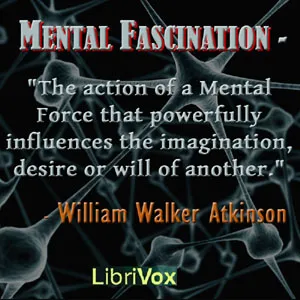 MENTAL FASCINATION -
"The action of a Mental
Force that powerfully
influences the imagination,
desire or will of another."
- William Walker Atkinson
LibriVox